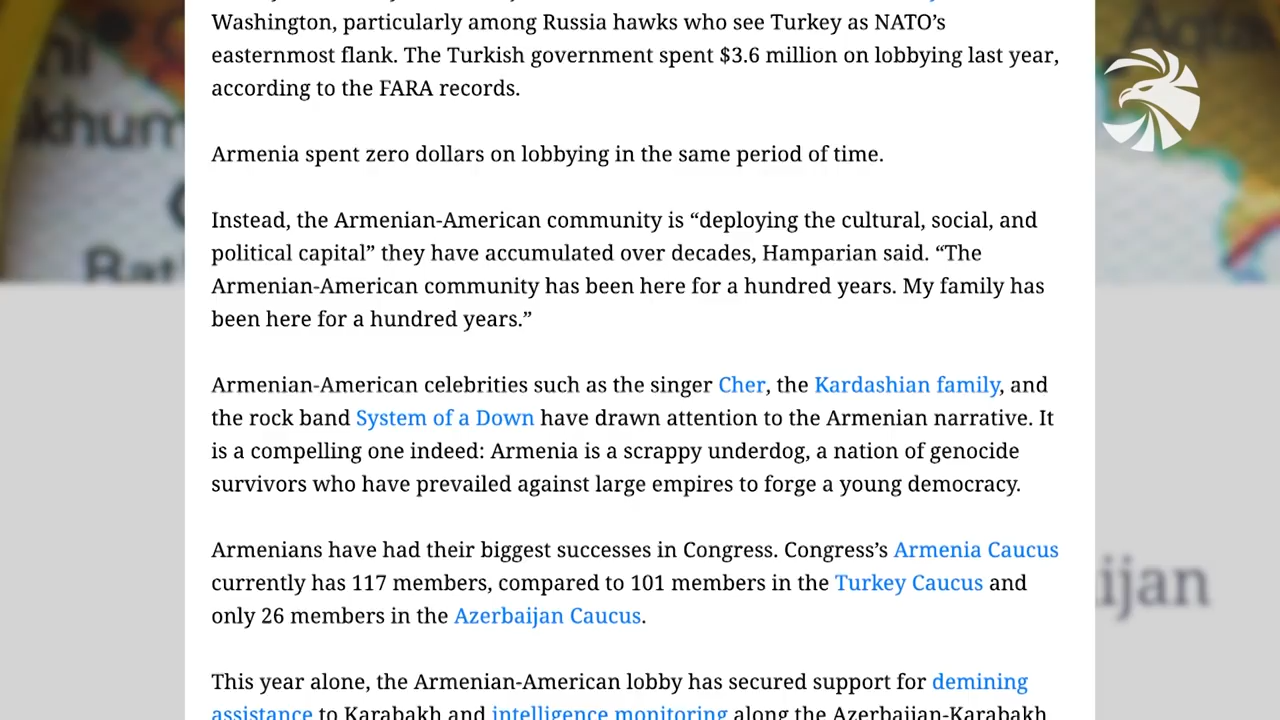 Washington, particularly among Russia hawks who see Turkey as NATO’s
easternmost flank. The Turkish government spent $3.6 million on lobbying last year,
according to the FARA records.
Armenia spent zero dollars on lobbying in the same period of time.
Instead, the Armenian-American community is “deploying the cultural, social, and
political capital” they have accumulated over decades, Hamparian said. “The
Armenian-American community has been here for a hundred years. My family has
been here for a hundred years.”
Armenian-American celebrities such as the singer Cher, the Kardashian family, and
the rock band System of a Down have drawn attention to the Armenian narrative. It
is a compelling one indeed: Armenia is a scrappy underdog, a nation of genocide
survivors who have prevailed against large empires to forge a young democracy.
Armenians have had their biggest successes in Congress. Congress’s Armenia Caucus
currently has 117 members, compared to 101 members in the Turkey Caucus and
only 26 members in the Azerbaijan Caucus.
This year alone, the Armenian-American lobby has secured support for demining
assistance to Karabakh and intelligence monitoring along the Azerbaijan-Karabakh
ijan